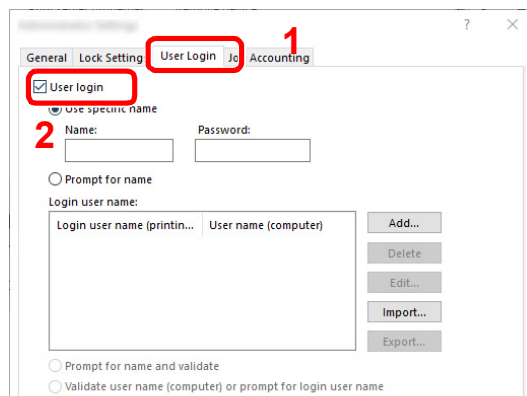 ? ×
1
General Lock Setting User Login Jo Accounting
User login
2
Use specific name
Name: Password:
Prompt for name
Login user name:
Login user name (printin... User name (computer)
Add...
Delete
Edit...
Import...
Export...
Prompt for name and validate
Validate user name (computer) or prompt for login user name